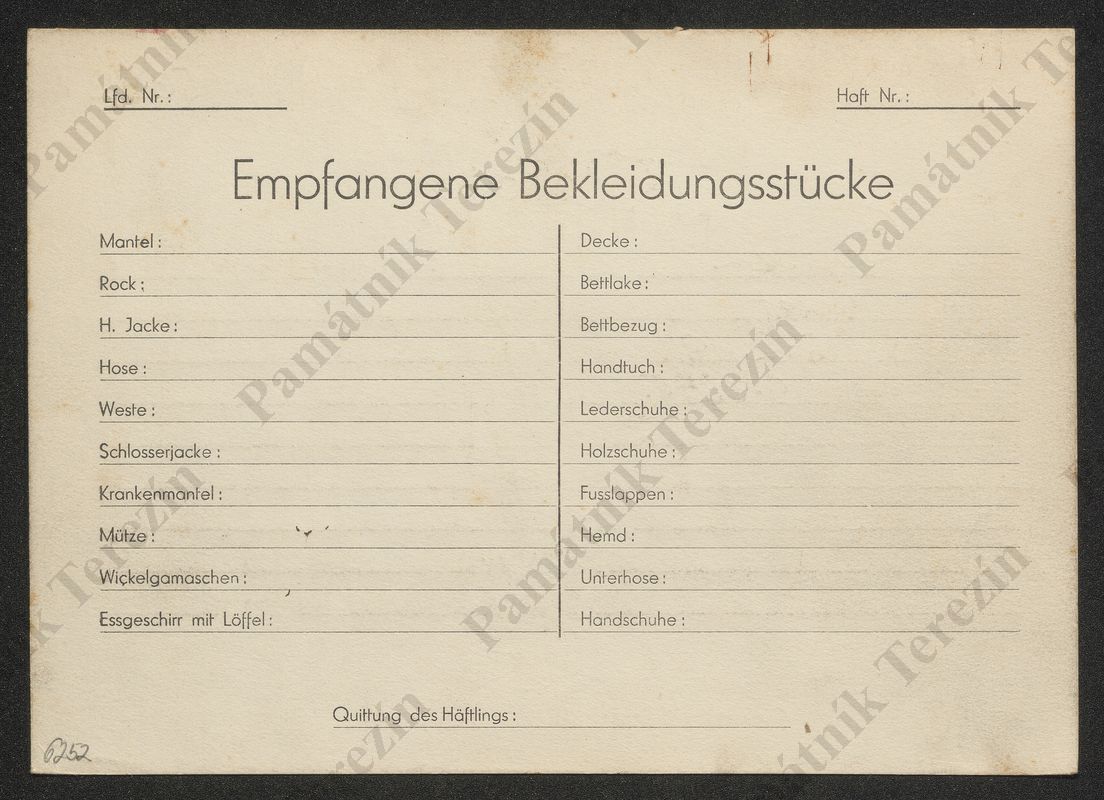 Lfd. Nr.:
Haft Nr.:
Empfangene Bekleidungsstücke
Mantel:
Rock:
H. Jacke:
Hose:
Weste:
Schlosserjacke:
Krankenmantel:
Mütze:
Wickelgamaschen:
Essgeschirr mit Löffel:
Decke:
Bettlake:
Bettbezug:
Handtuch:
Lederschuhe:
Holzschuhe:
Fusslappen:
Hemd:
Unterhose:
Handschuhe:
Quittung des Häftlings:
6252
Památník Terezín